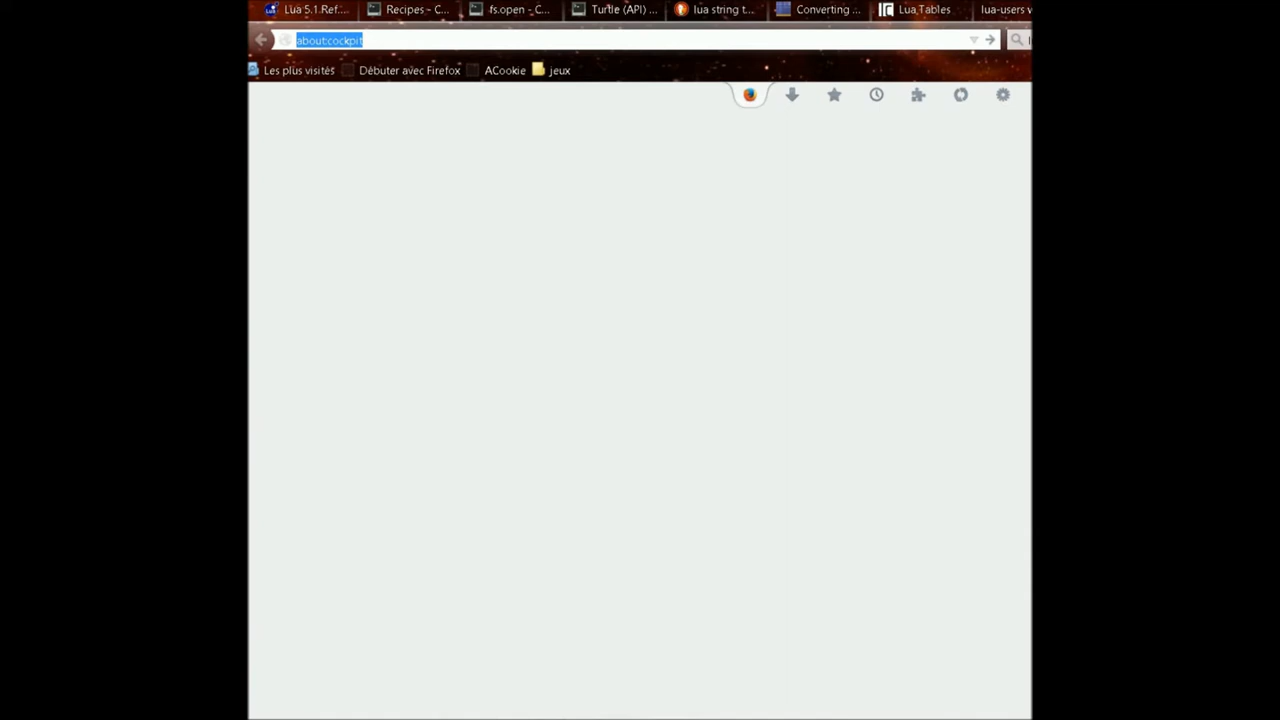 Lua 5.1 Ref... Recipes - C... fs.open - C... Turtle (API) ... lua string t... Converting ... Lua Tables lua-users
about:cockpit
Les plus visités Débuter avec Firefox ACookie jeux